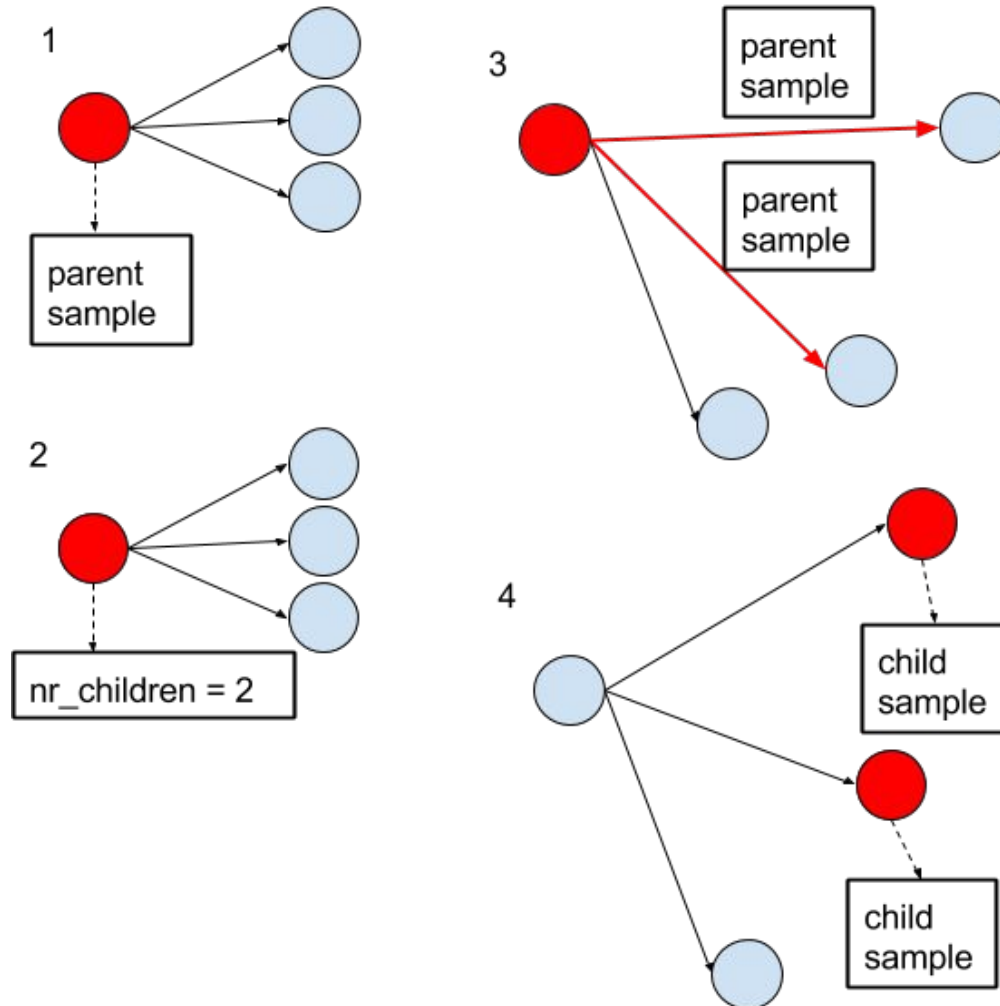 1
parent
sample
2
nr_children = 2
3
parent
sample
parent
sample
4
child
sample
child
sample